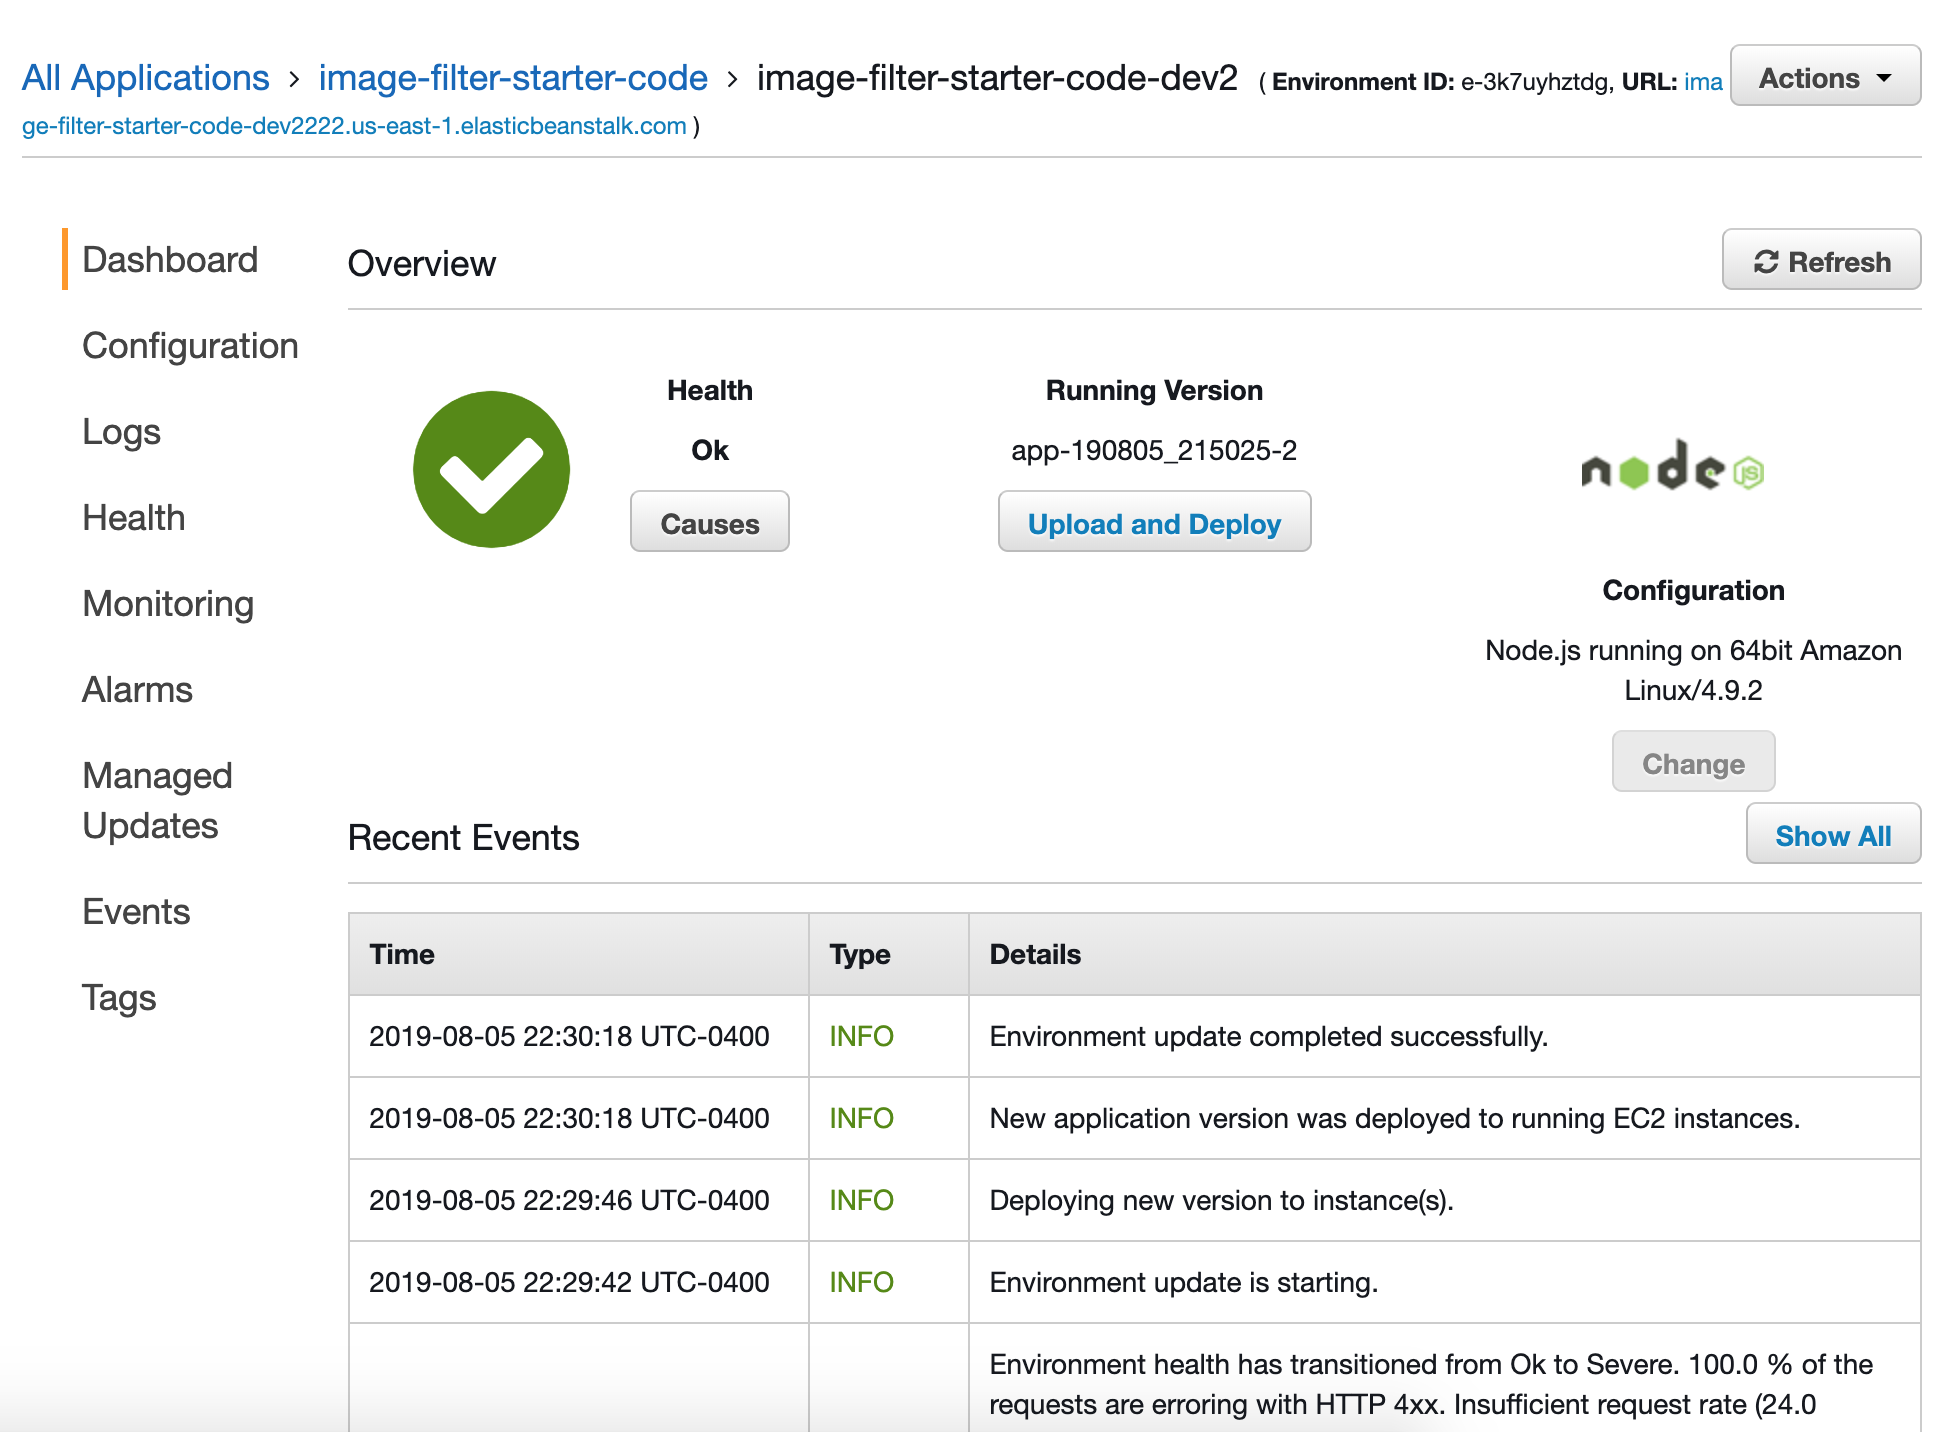 All Applications › image-filter-starter-code › image-filter-starter-code-dev2 ( Environment ID: e-3k7uyhztdg, URL: ima
ge-filter-starter-code-dev2222.us-east-1.elasticbeanstalk.com )
Actions
Dashboard
Configuration
Logs
Health
Monitoring
Alarms
Managed
Updates
Events
Tags
Overview
Refresh
Health
Ok
Causes
Running Version
app-190805_215025-2
Upload and Deploy
node JS
Configuration
Node.js running on 64bit Amazon
Linux/4.9.2
Change
Recent Events
Show All
Time Type Details
2019-08-05 22:30:18 UTC-0400 INFO Environment update completed successfully.
2019-08-05 22:30:18 UTC-0400 INFO New application version was deployed to running EC2 instances.
2019-08-05 22:29:46 UTC-0400 INFO Deploying new version to instance(s).
2019-08-05 22:29:42 UTC-0400 INFO Environment update is starting.
Environment health has transitioned from Ok to Severe. 100.0 % of the
requests are erroring with HTTP 4xx. Insufficient request rate (24.0